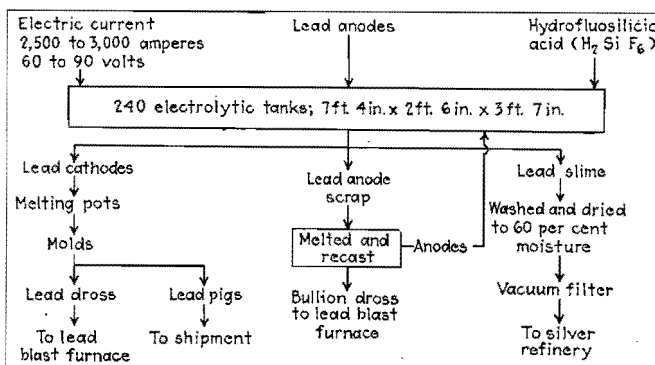 Electric current
2,500 to 3,000 amperes
60 to 90 volts
Lead anodes
Hydrofluosilicic
acid (H2 Si F6)
240 electrolytic tanks; 7ft. 4in. x 2ft. 6in. x 3ft. 7in.
Lead cathodes
Melting pots
Molds
Lead dross
To lead
blast furnace
Lead pigs
To shipment
Lead anode
scrap
Melted and
recast
Anodes
Bullion dross
to lead blast
furnace
Lead slime
Washed and dried
to 60 per cent
moisture
Vacuum filter
To silver
refinery